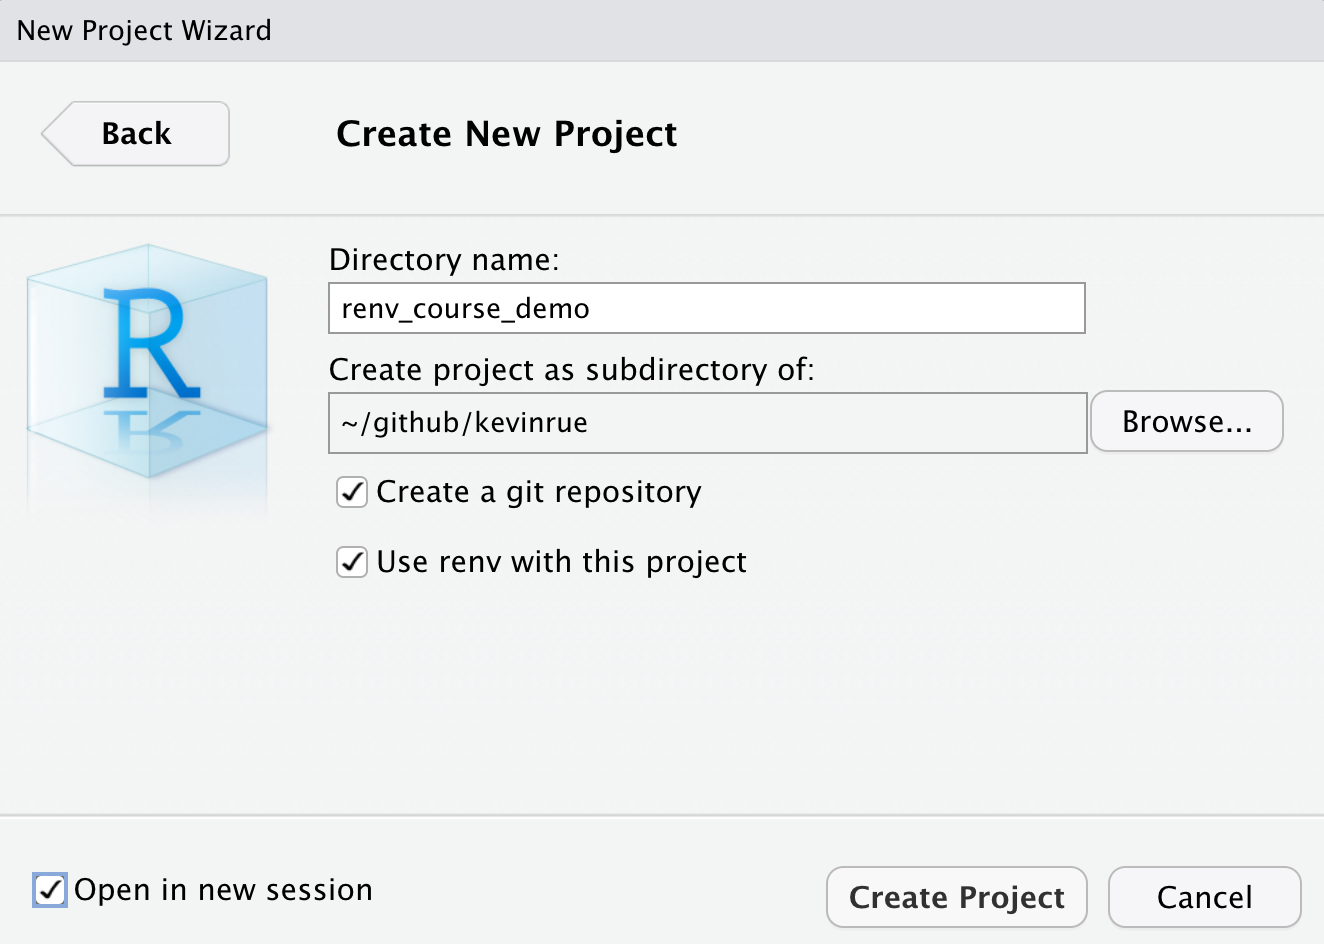 New Project Wizard
Back
Create New Project
R
Directory name:
renv_course_demo
Create project as subdirectory of:
~/github/kevinrue
Browse...
Create a git repository
Use renv with this project
Open in new session
Create Project
Cancel